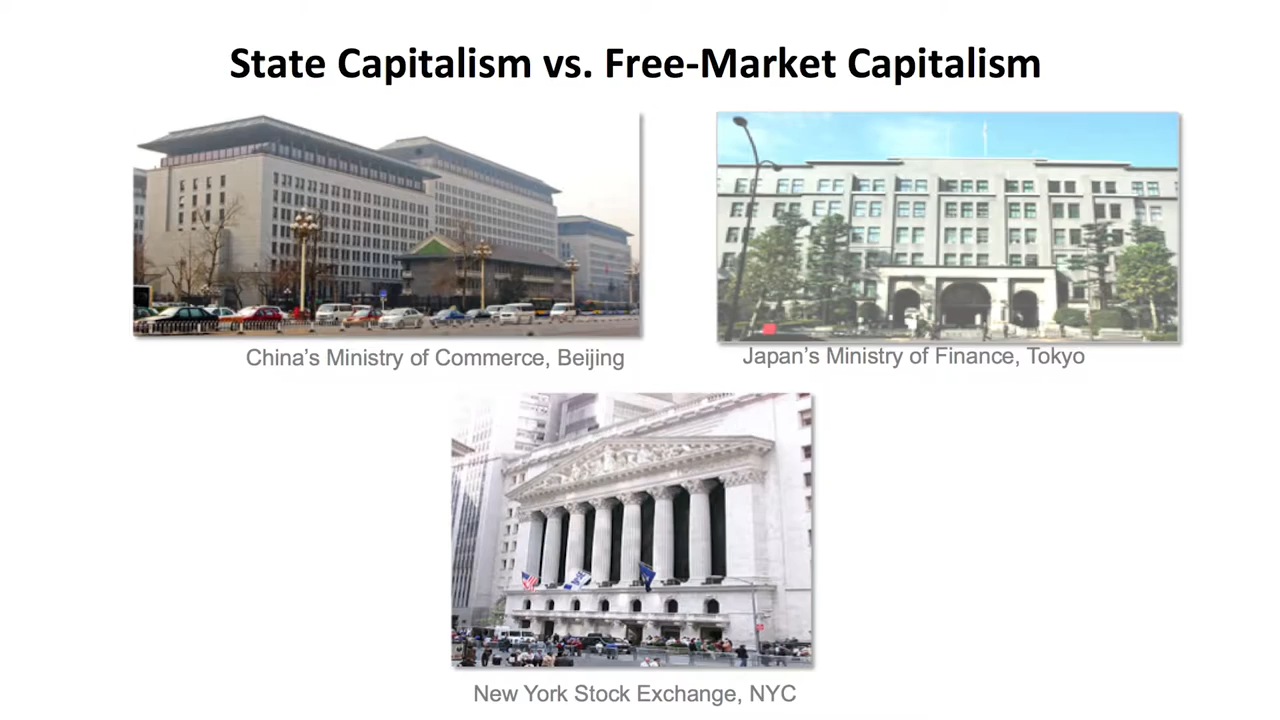 State Capitalism vs. Free-Market Capitalism
China's Ministry of Commerce, Beijing
Japan's Ministry of Finance, Tokyo
New York Stock Exchange, NYC